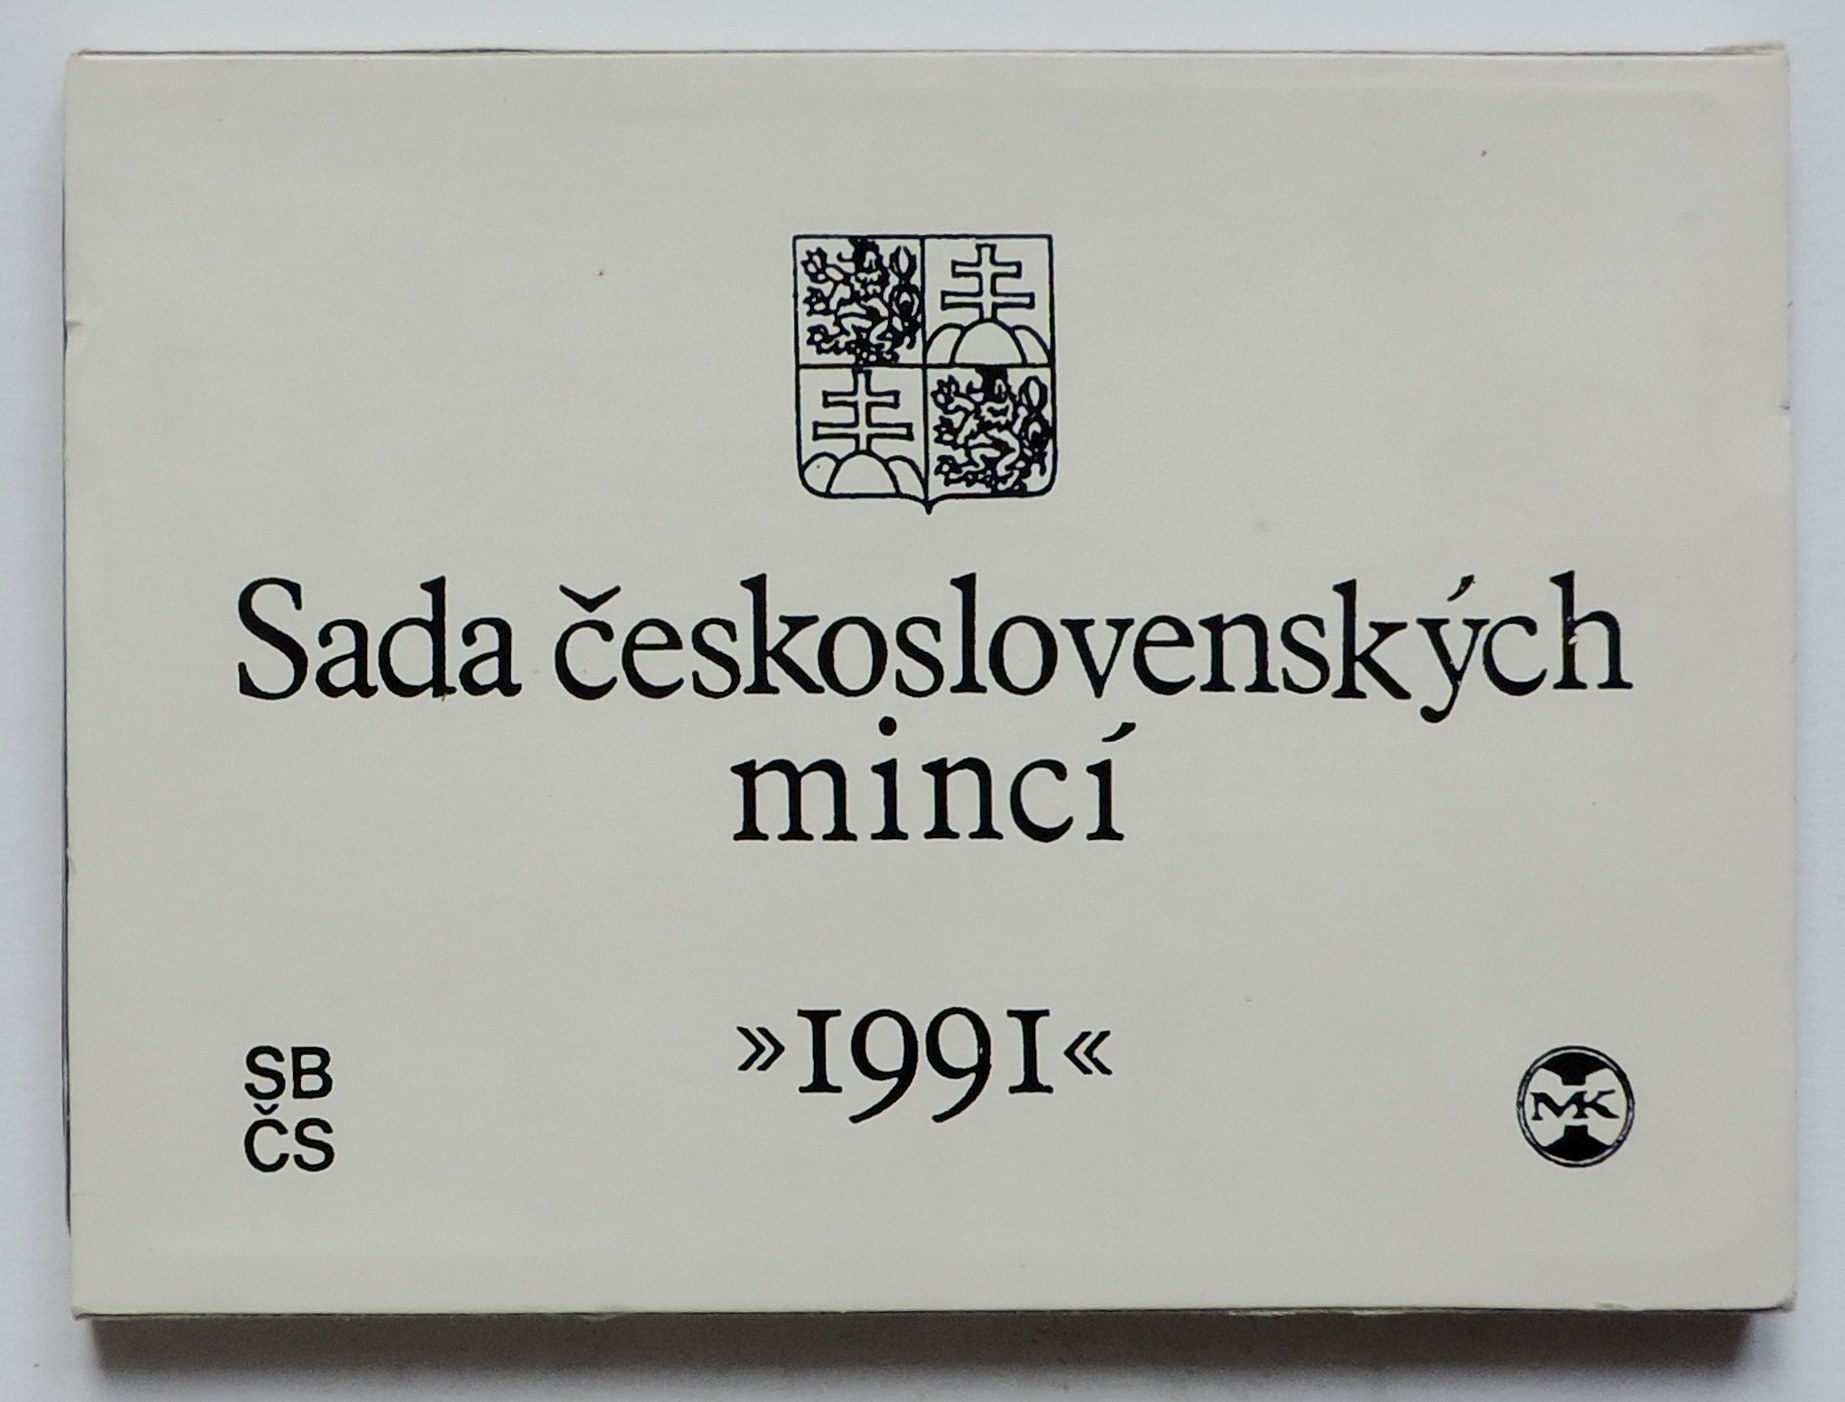 Sada československých
mincí
»1991«
SB
ČS
MK